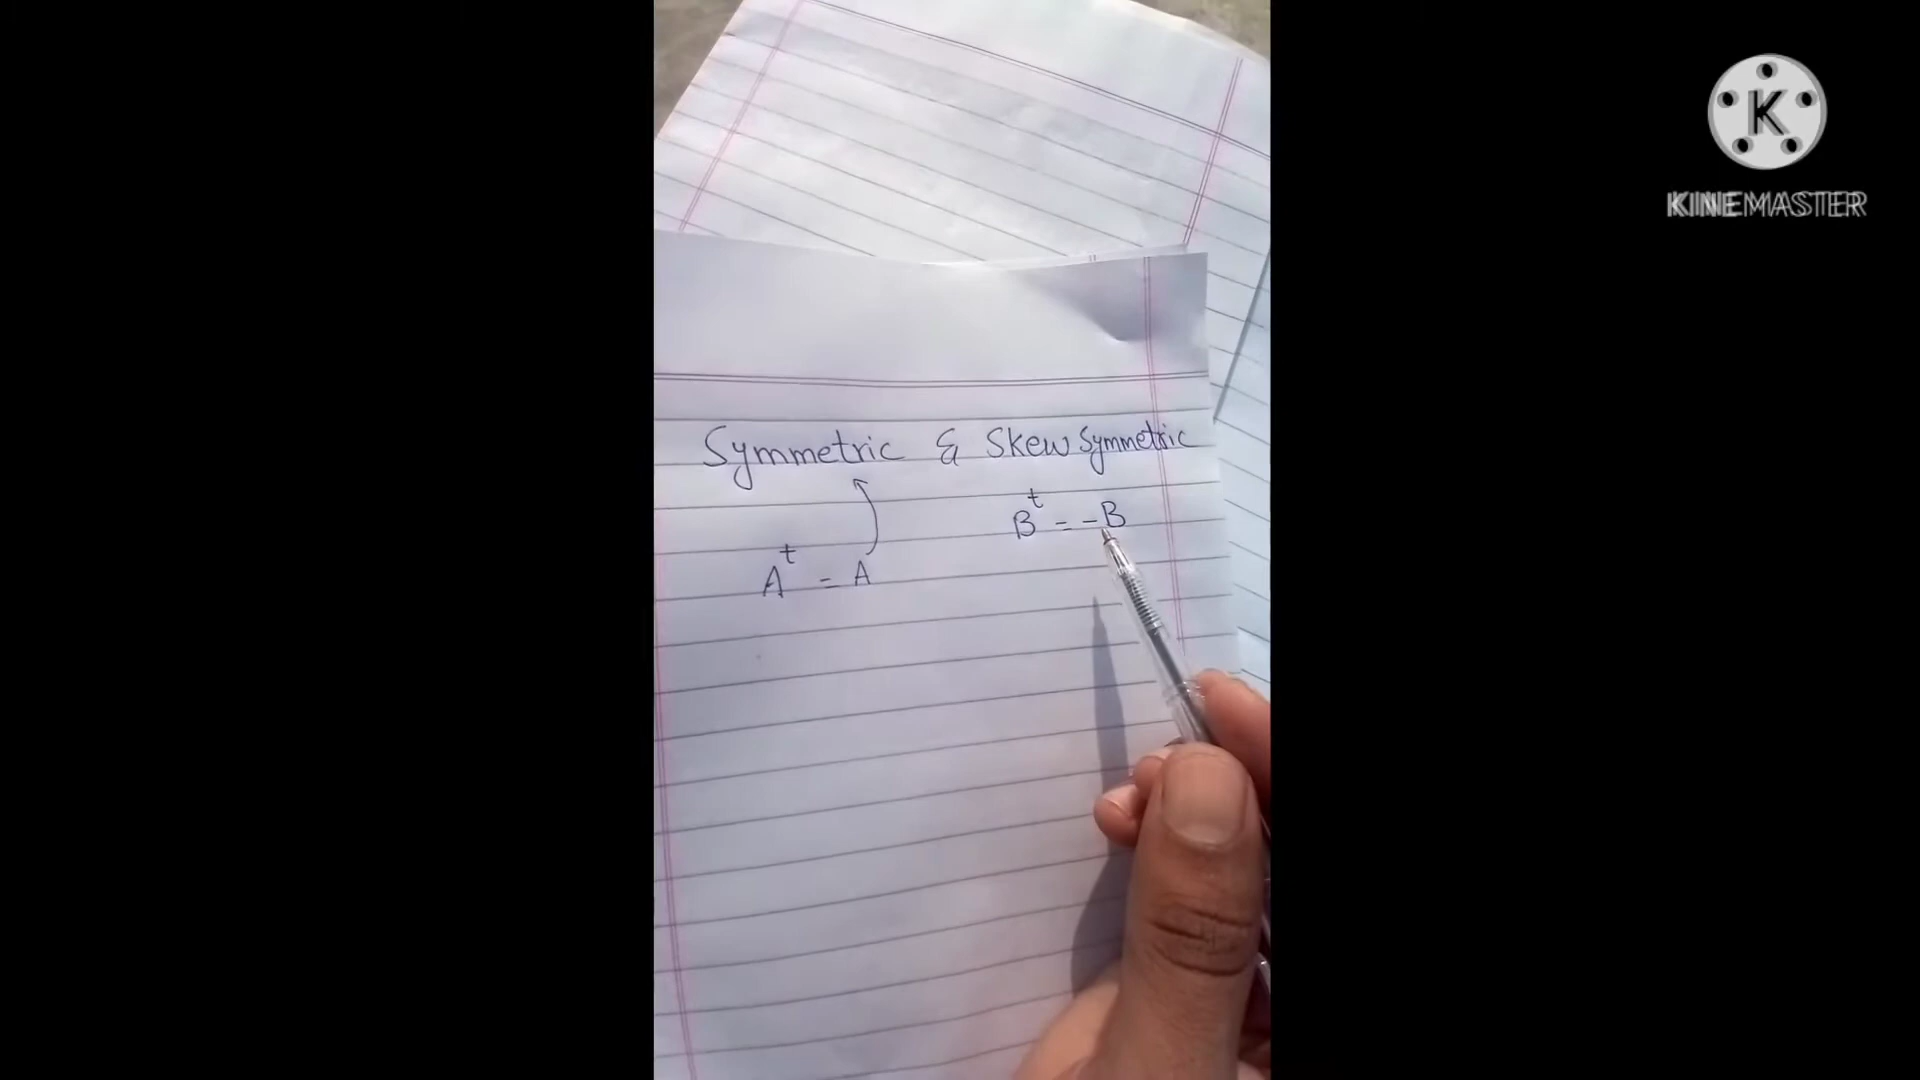 Symmetric & Skew Symmetric
B^t = -B
A^t = A
K
KINEMASTER